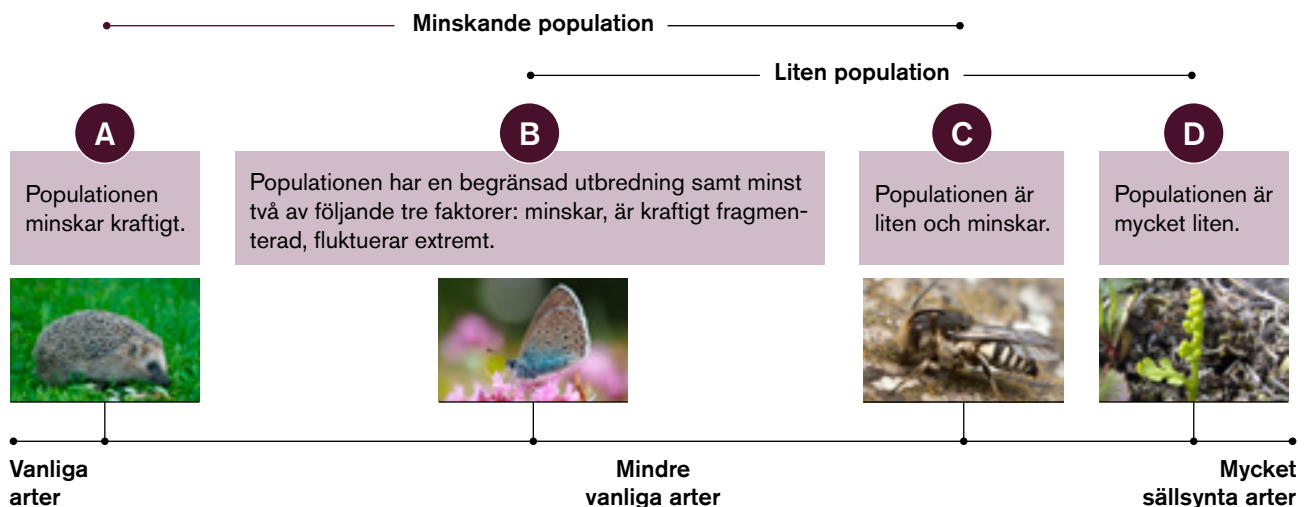 Minskande population
Liten population
A
Populationen
minskar kraftigt.
B
Populationen har en begränsad utbredning samt minst
två av följande tre faktorer: minskar, är kraftigt fragmen-
terad, fluktuerar extremt.
C
Populationen är
liten och minskar.
D
Populationen är
mycket liten.
Vanliga
arter
Mindre
vanliga arter
Mycket
sällsynta arter